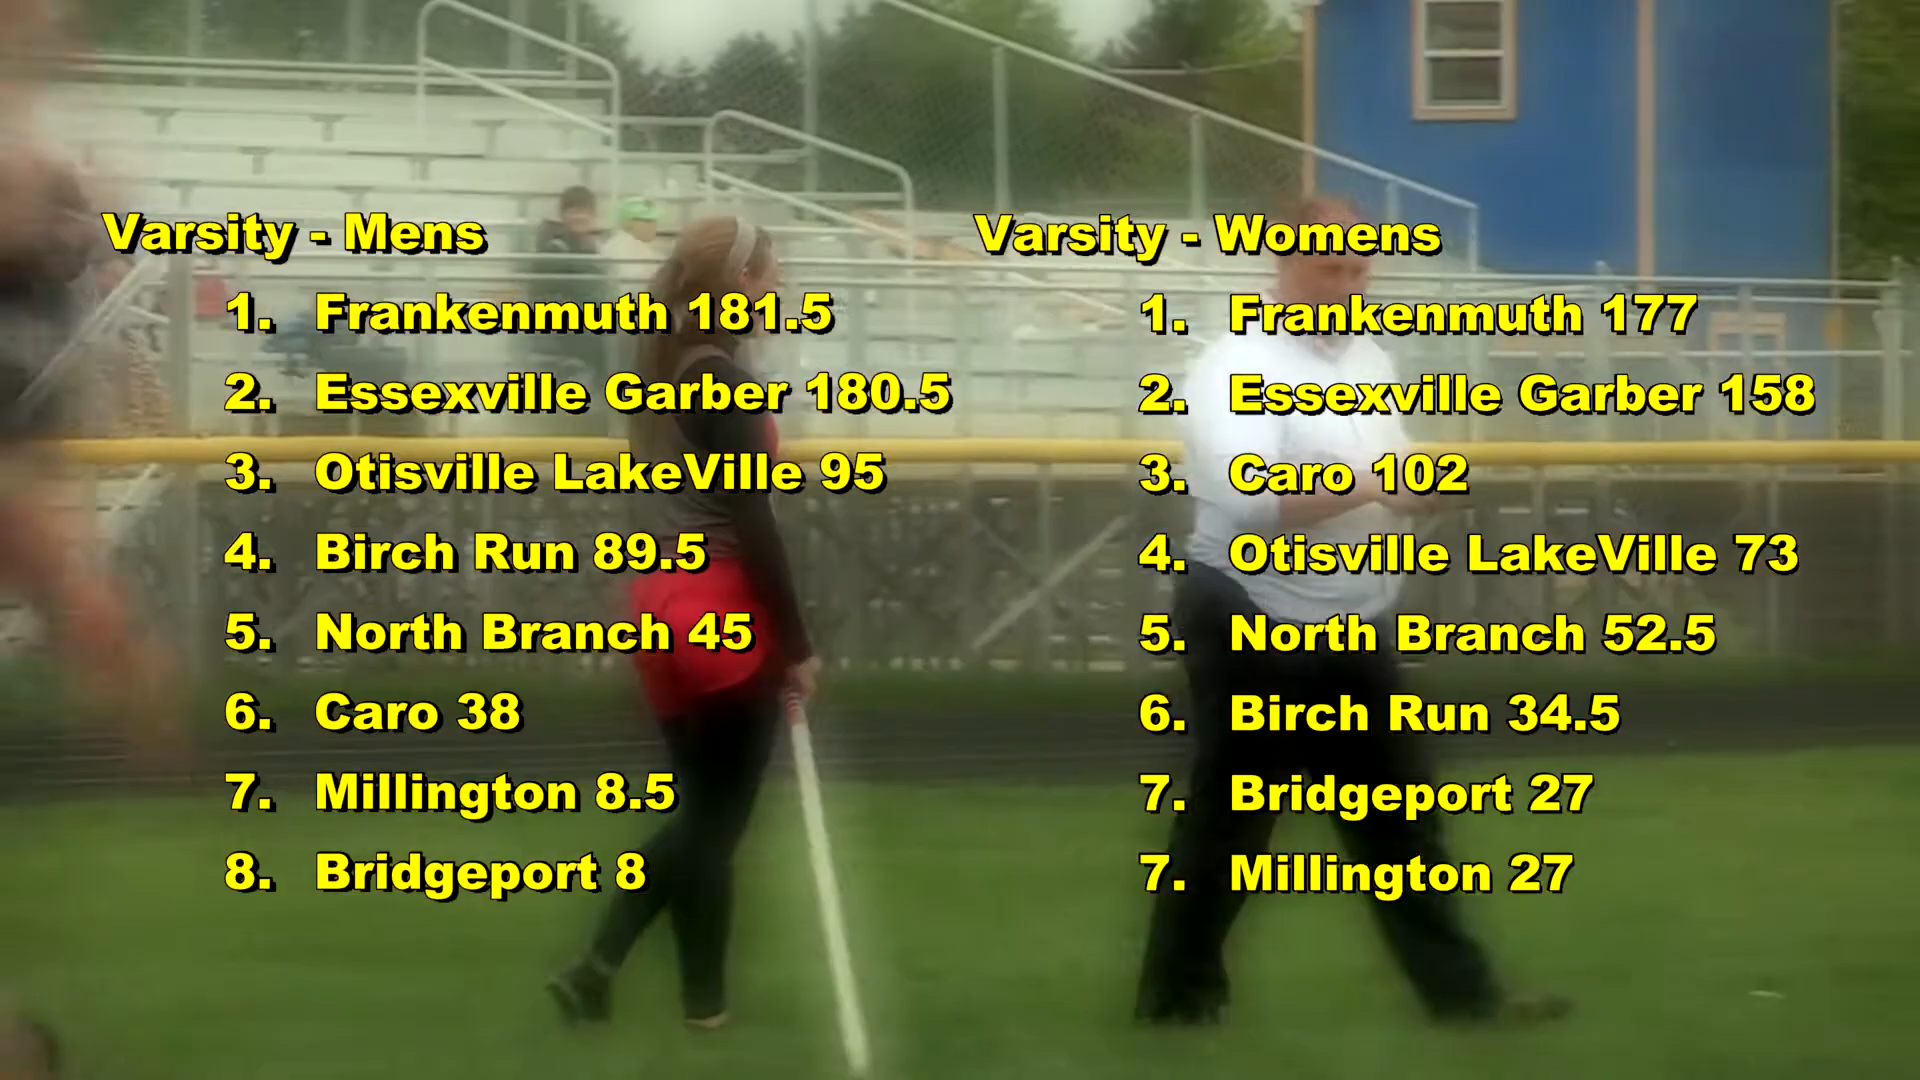 Varsity - Mens
1. Frankenmuth 181.5
2. Essexville Garber 180.5
3. Otisville LakeVille 95
4. Birch Run 89.5
5. North Branch 45
6. Caro 38
7. Millington 8.5
8. Bridgeport 8
Varsity - Womens
1. Frankenmuth 177
2. Essexville Garber 158
3. Caro 102
4. Otisville LakeVille 73
5. North Branch 52.5
6. Birch Run 34.5
7. Bridgeport 27
7. Millington 27